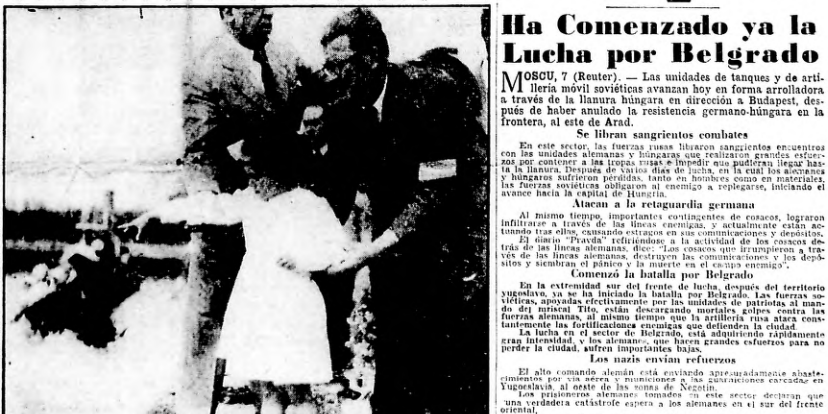 Ha Comenzado ya la
Lucha por Belgrado
MOSCU, 7 (Reuter). — Las unidades de tanques y de arti-
llería móvil soviéticas avanzan hoy en forma arrolladora
a través de la llanura húngara en dirección a Budapest, des-
pués de haber anulado la resistencia germano-húngara en la
frontera, al este de Arad.
Se libran sangrientos combates
En este sector, las fuerzas rusas libraron sangrientos encuentros
con las unidades alemanas y húngaras que realizaron grandes esfuer-
zos por contener a las tropas rusas e impedir que pudieran llegar has-
ta la llanura. Después de varios días de lucha, en la cual los alemanes
y húngaros sufrieron pérdidas, tanto en hombres como en materiales,
las fuerzas soviéticas obligaron al enemigo a replegarse, iniciando el
avance hacia la capital de Hungría.
Atacan a la retaguardia germana
Al mismo tiempo, importantes contingentes de cosacos, lograron
infiltrarse a través de las líneas enemigas, y actualmente están ac-
tuando tras ellas, causando estragos en sus comunicaciones y depósitos.
El diario "Pravda" refiriéndose a la actividad de los cosacos de-
trás de las líneas alemanas, dice: "Los cosacos que irrumpieron a tra-
vés de las líneas alemanas, destruyen las comunicaciones y los depó-
sitos y siembran el pánico y la muerte en el campo enemigo".
Comenzó la batalla por Belgrado
En la extremidad sur del frente de lucha, después del territorio
yugoslavo, ya se ha iniciado la batalla por Belgrado. Las fuerzas so-
viéticas, apoyadas efectivamente por las unidades de patriotas al man-
do del mriscal Tito, están descargando mortales golpes contra las
fuerzas alemanas, al mismo tiempo que la artillería rusa ataca cons-
tantemente las fortificaciones enemigas que defienden la ciudad.
La lucha en el sector de Belgrado, está adquiriendo rápidamente
gran intensidad, y los alemanes, que hacen grandes esfuerzos para no
perder la ciudad, sufren importantes bajas.
Los nazis envían refuerzos
El alto comando alemán está enviando apresuradamente abaste-
cimientos por vía aérea y municiones a las guarniciones cercadas en
Yugoeslavia, al oeste de las zonas de Negotin.
Los prisioneros alemanes tomados en este sector declaran que
"una verdadera catástrofe espera a los alemanes en el sur del frente
oriental.